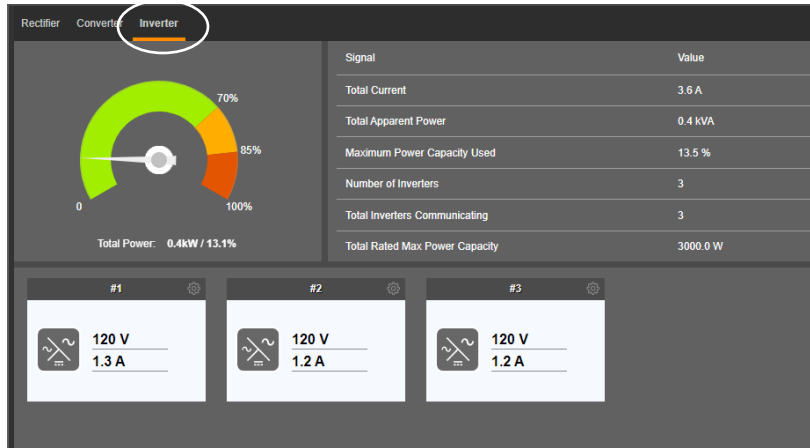 Rectifier Converter Inverter
70%
85%
0
100%
Total Power: 0.4kW / 13.1%
Signal Value
Total Current 3.6 A
Total Apparent Power 0.4 kVA
Maximum Power Capacity Used 13.5 %
Number of Inverters 3
Total Inverters Communicating 3
Total Rated Max Power Capacity 3000.0 W
#1
120 V
1.3 A
#2
120 V
1.2 A
#3
120 V
1.2 A